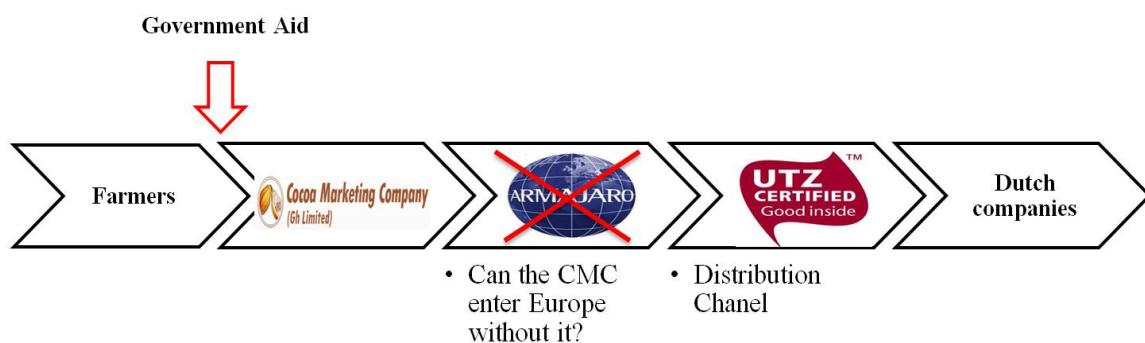 Government Aid
Farmers
Cocoa Marketing Company
(Gh Limited)
ARMAJARO
UTZ
CERTIFIED
Good inside
TM
Dutch
companies
• Can the CMC
enter Europe
without it?
• Distribution
Chanel